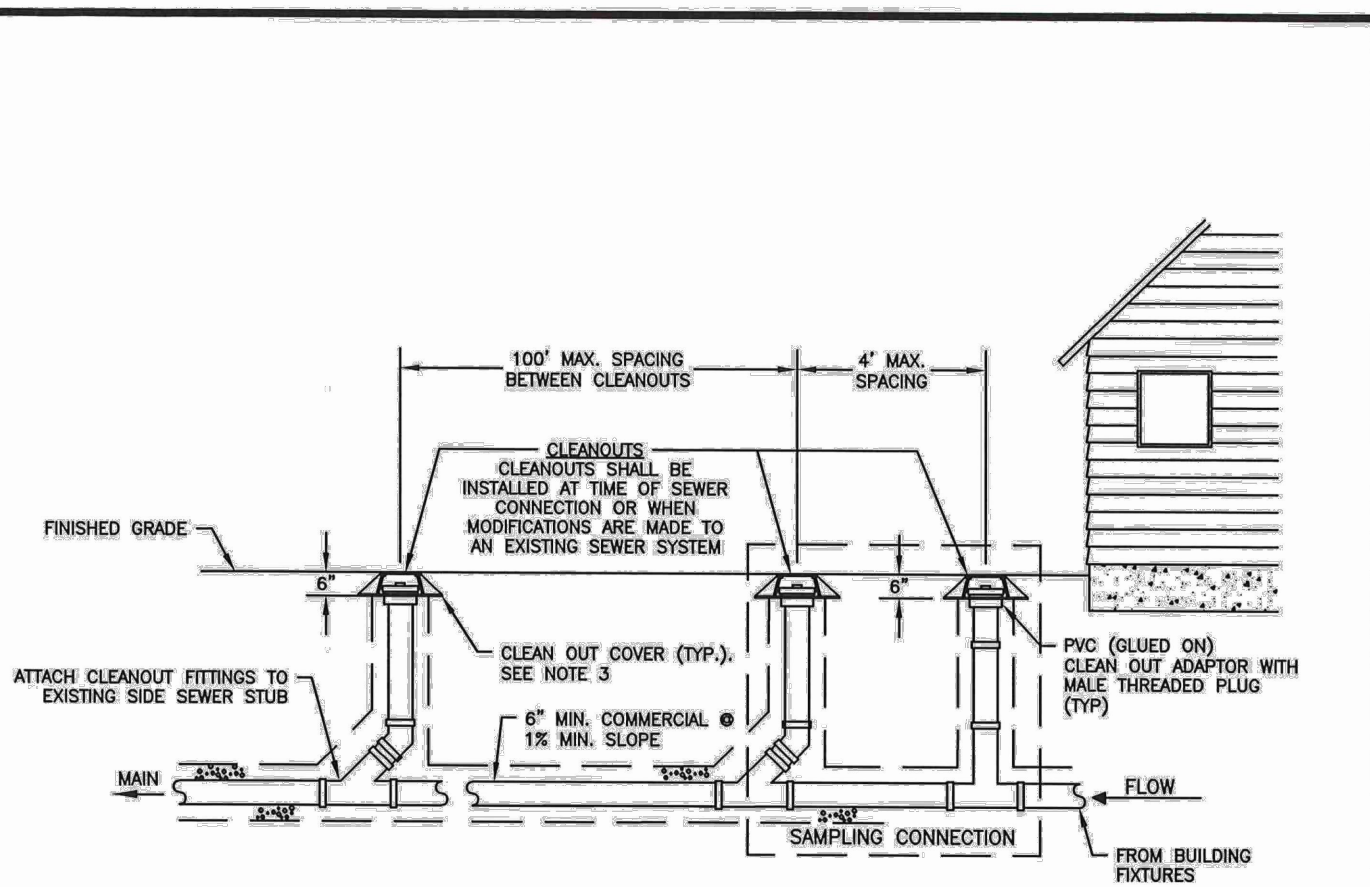 100' MAX. SPACING
BETWEEN CLEANOUTS
4' MAX.
SPACING
CLEANOUTS
CLEANOUTS SHALL BE
INSTALLED AT TIME OF SEWER
CONNECTION OR WHEN
MODIFICATIONS ARE MADE TO
AN EXISTING SEWER SYSTEM
FINISHED GRADE
6"
6"
CLEAN OUT COVER (TYP.).
SEE NOTE 3
PVC (GLUED ON)
CLEAN OUT ADAPTOR WITH
MALE THREADED PLUG
(TYP)
ATTACH CLEANOUT FITTINGS TO
EXISTING SIDE SEWER STUB
6" MIN. COMMERCIAL @
1% MIN. SLOPE
MAIN
FLOW
SAMPLING CONNECTION
FROM BUILDING
FIXTURES